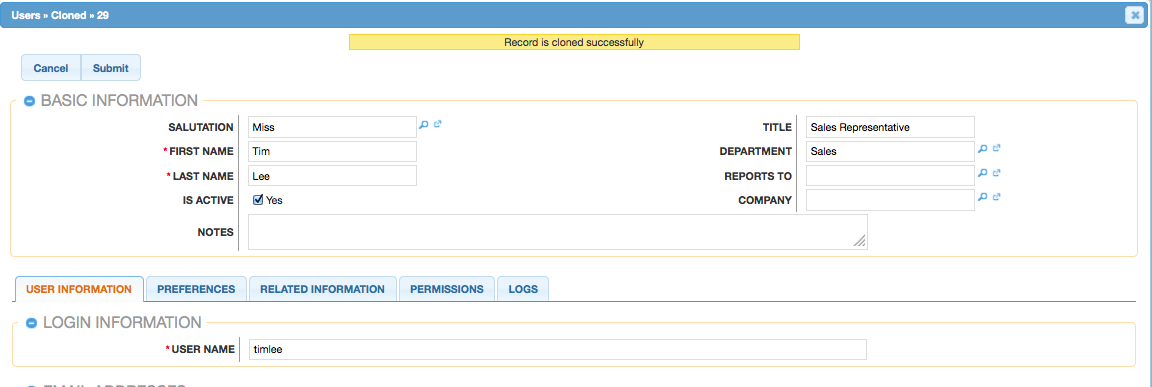 Users » Cloned » 29
Record is cloned successfully
Cancel Submit
BASIC INFORMATION
SALUTATION Miss TITLE Sales Representative
* FIRST NAME Tim DEPARTMENT Sales
* LAST NAME Lee REPORTS TO
IS ACTIVE Yes COMPANY
NOTES
USER INFORMATION PREFERENCES RELATED INFORMATION PERMISSIONS LOGS
LOGIN INFORMATION
* USER NAME timlee
EMAIL ADDRESSES